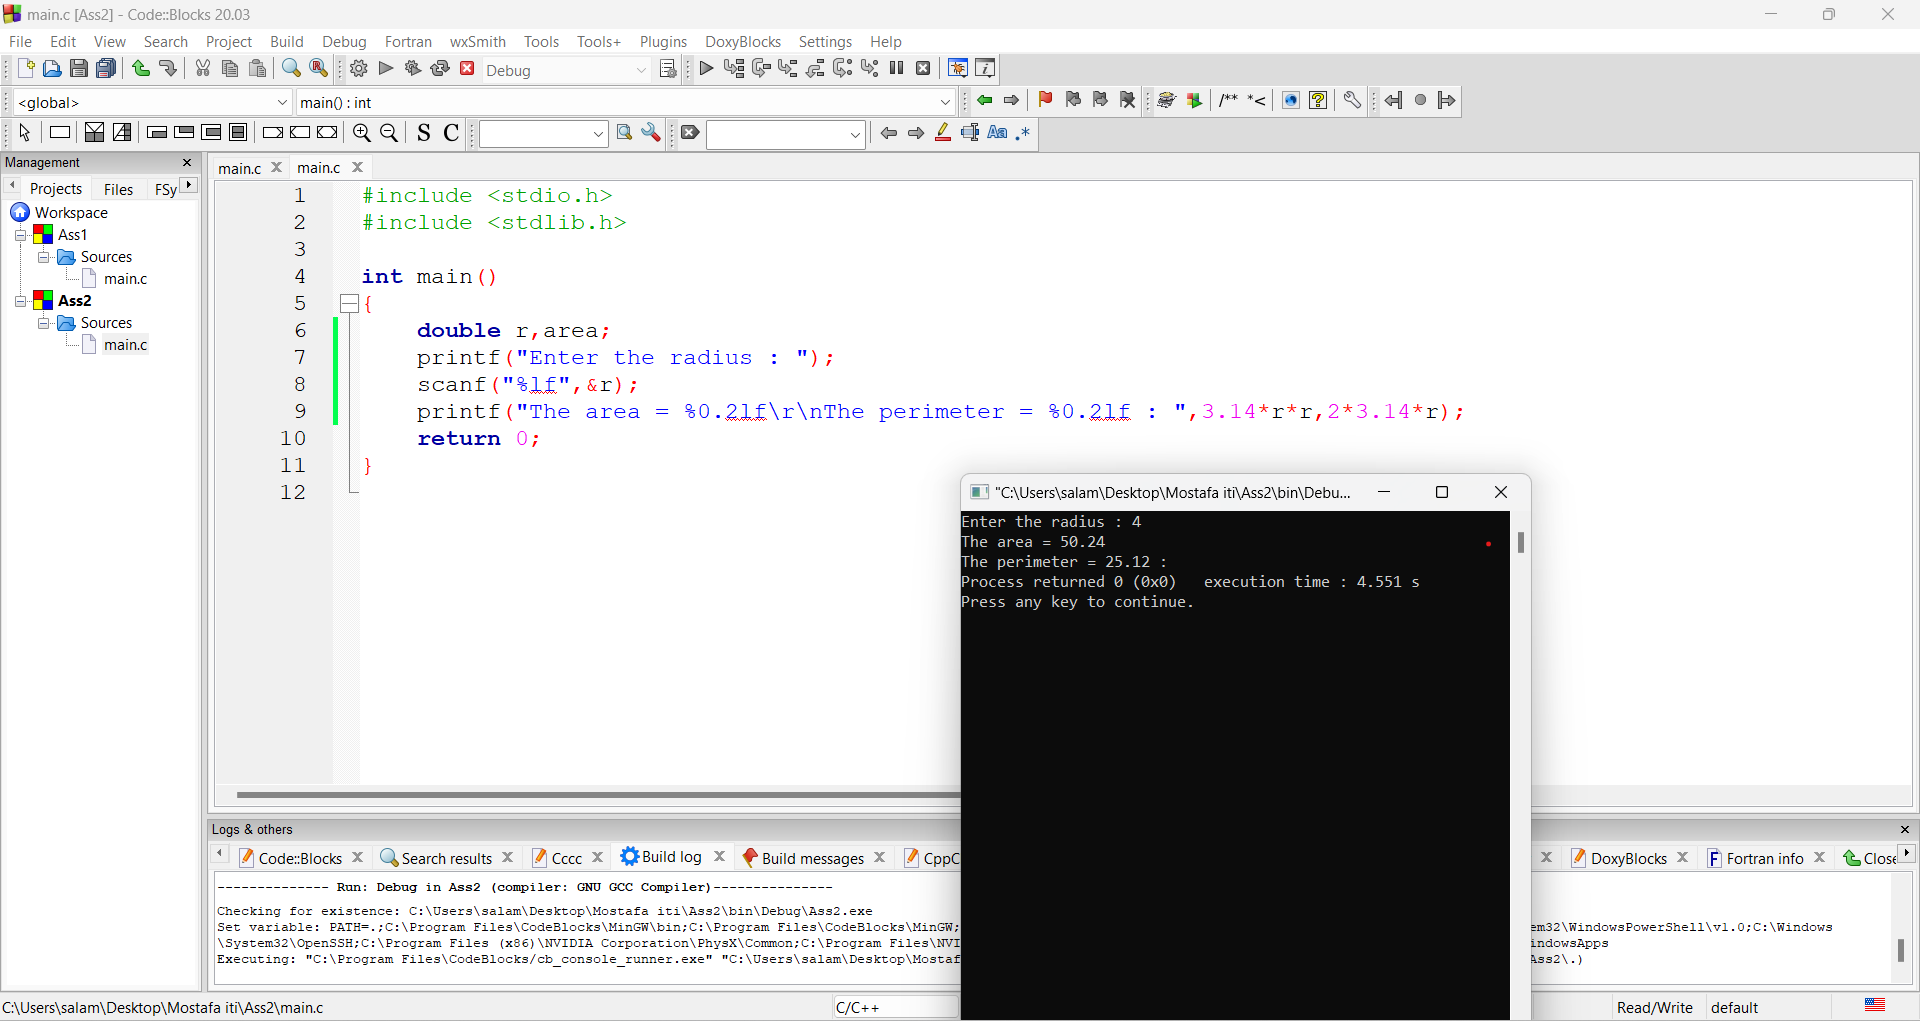 main.c [Ass2] - Code::Blocks 20.03
File Edit View Search Project Build Debug Fortran wxSmith Tools Tools+ Plugins DoxyBlocks Settings Help
Debug
<global> main() : int
/** *<
S C Aa .*
Management
Projects Files FSy
Workspace
Ass1
Sources
main.c
Ass2
Sources
main.c
main.c main.c
1 #include <stdio.h>
2 #include <stdlib.h>
3
4 int main()
5 {
6 double r,area;
7 printf("Enter the radius : ");
8 scanf("%lf",&r);
9 printf("The area = %0.2lf\r\nThe perimeter = %0.2lf : ",3.14*r*r,2*3.14*r);
10 return 0;
11 }
12
"C:\Users\salam\Desktop\Mostafa iti\Ass2\bin\Debu...
Enter the radius : 4
The area = 50.24
The perimeter = 25.12 :
Process returned 0 (0x0) execution time : 4.551 s
Press any key to continue.
Logs & others
Code::Blocks Search results Cccc Build log Build messages CppC DoxyBlocks Fortran info Close
-------------- Run: Debug in Ass2 (compiler: GNU GCC Compiler)---------------
Checking for existence: C:\Users\salam\Desktop\Mostafa iti\Ass2\bin\Debug\Ass2.exe
Set variable: PATH=.;C:\Program Files\CodeBlocks\MinGW\bin;C:\Program Files\CodeBlocks\MinGW; em32\WindowsPowerShell\v1.0;C:\Windows
\System32\OpenSSH;C:\Program Files (x86)\NVIDIA Corporation\PhysX\Common;C:\Program Files\NVI indowsApps
Executing: "C:\Program Files\CodeBlocks/cb_console_runner.exe" "C:\Users\salam\Desktop\Mostaf Ass2\.)
C:\Users\salam\Desktop\Mostafa iti\Ass2\main.c C/C++ Read/Write default